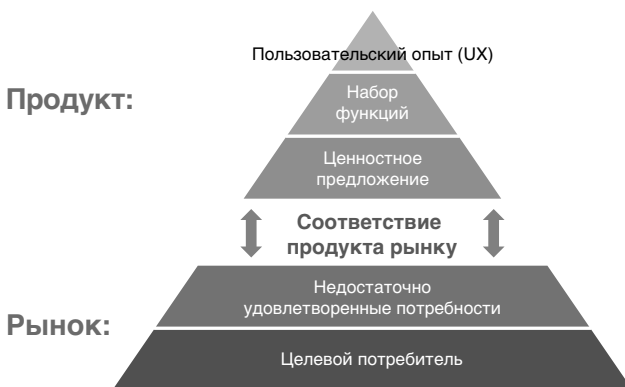 Пользовательский опыт (UX)
Продукт:
Набор
функций
Ценностное
предложение
Соответствие
продукта рынку
Недостаточно
удовлетворенные потребности
Рынок:
Целевой потребитель